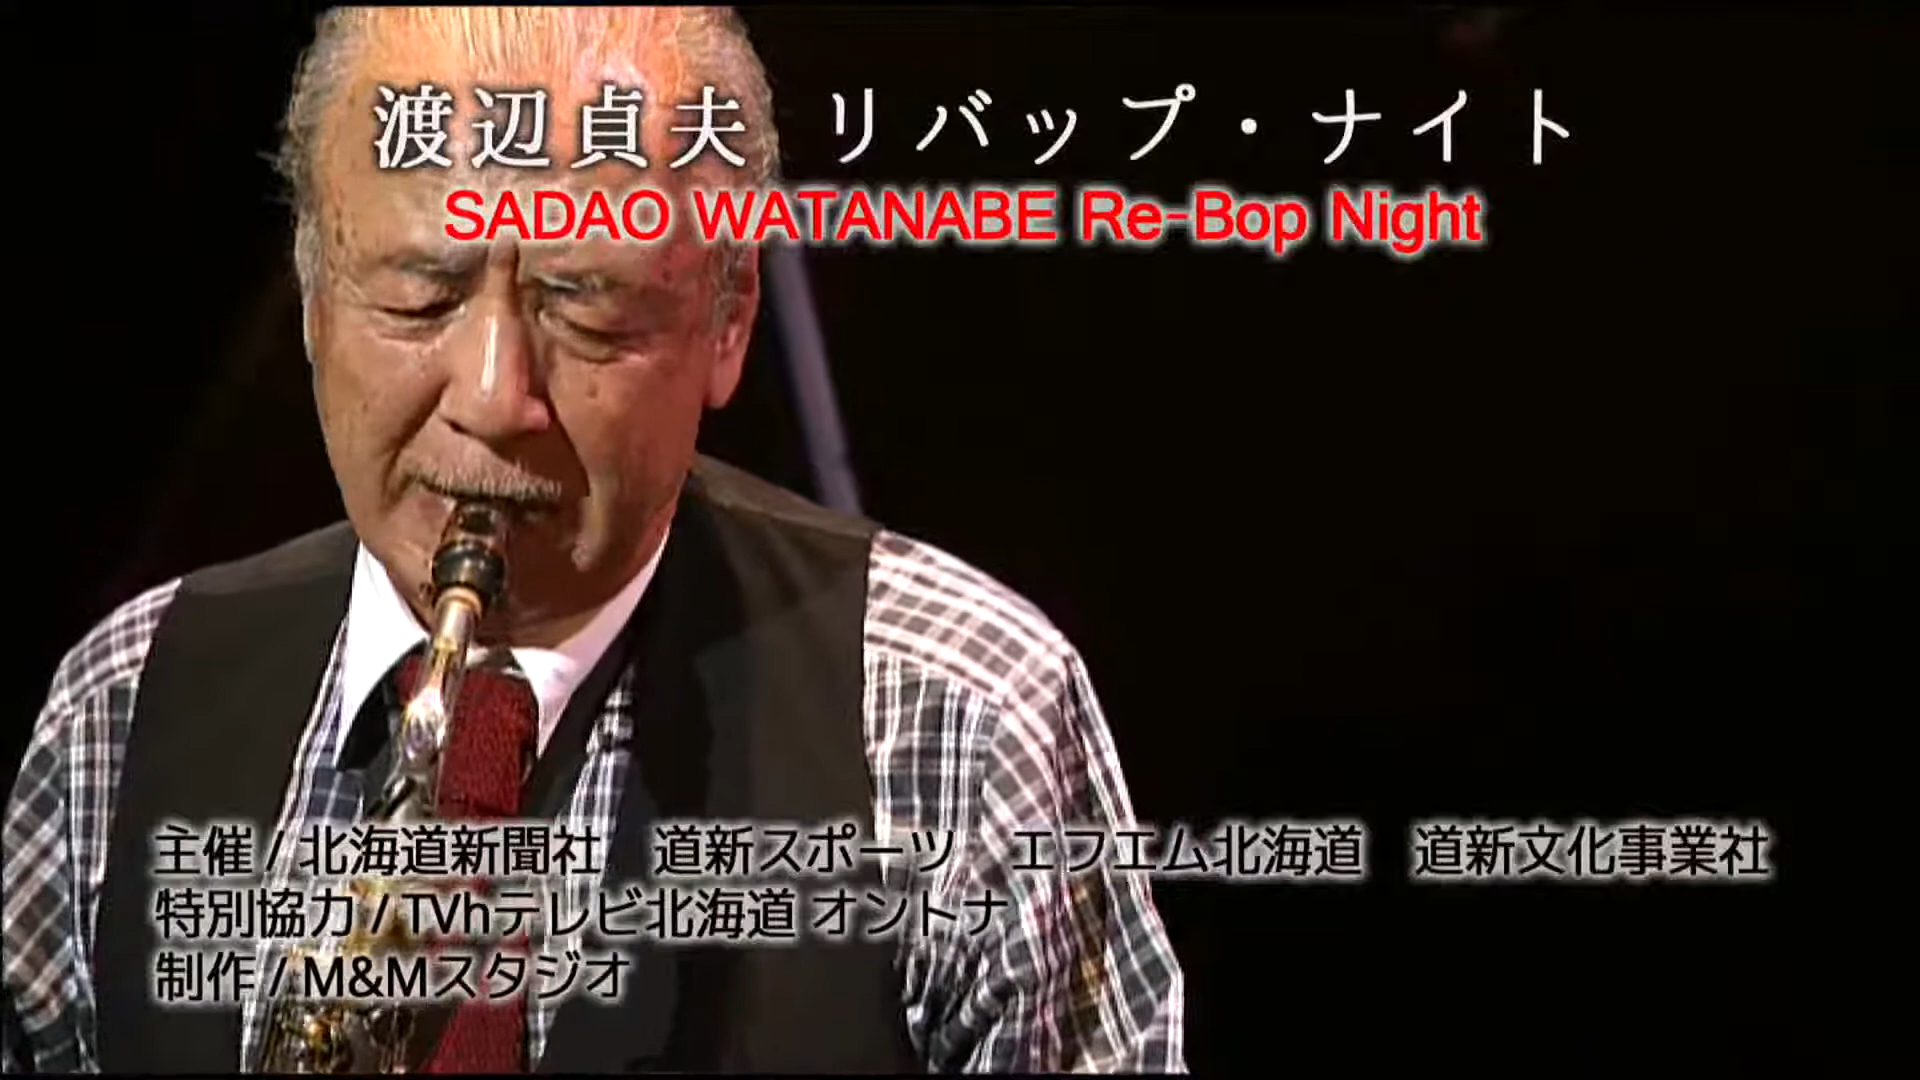 渡辺貞夫 リバップ・ナイト
SADAO WATANABE Re-Bop Night
主催 / 北海道新聞社　道新スポーツ　エフエム北海道　道新文化事業社
特別協力 / TVhテレビ北海道 オントナ
制作 / M&Mスタジオ